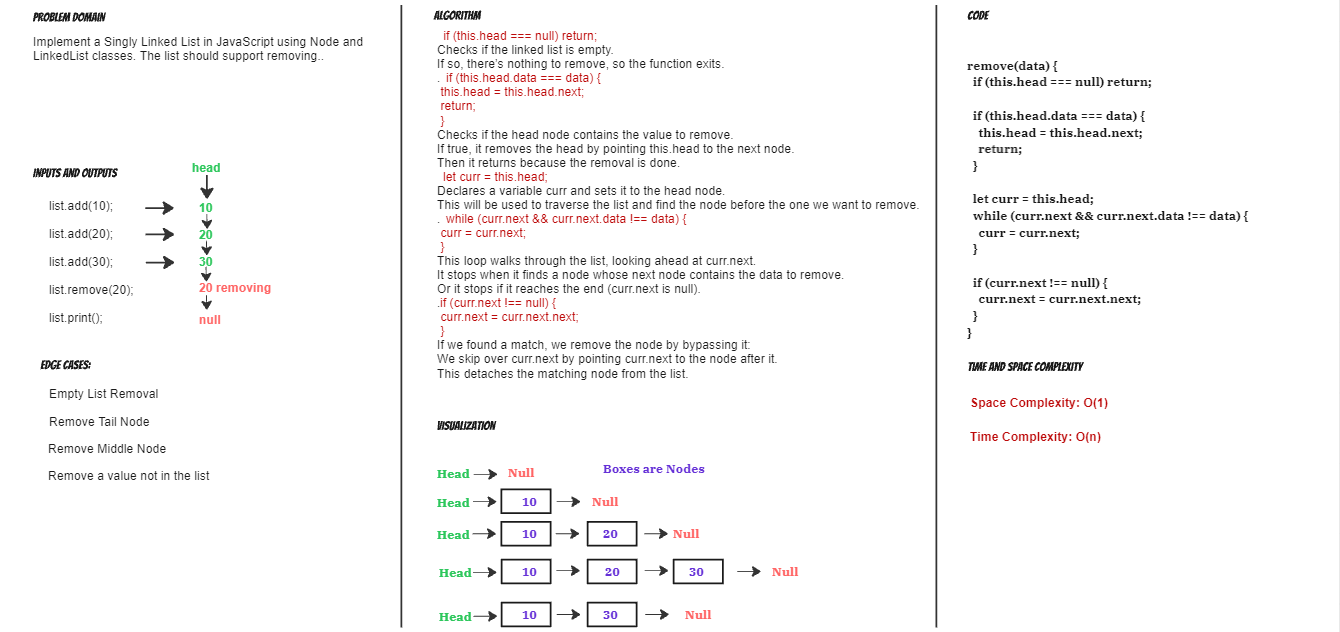 PROBLEM DOMAIN
Implement a Singly Linked List in JavaScript using Node and
LinkedList classes. The list should support removing..
INPUTS AND OUTPUTS
head
list.add(10);
10
list.add(20);
20
list.add(30);
30
list.remove(20);
20 removing
list.print();
null
EDGE CASES:
Empty List Removal
Remove Tail Node
Remove Middle Node
Remove a value not in the list
ALGORITHM
if (this.head === null) return;
Checks if the linked list is empty.
If so, there's nothing to remove, so the function exits.
. if (this.head.data === data) {
this.head = this.head.next;
return;
}
Checks if the head node contains the value to remove.
If true, it removes the head by pointing this.head to the next node.
Then it returns because the removal is done.
let curr = this.head;
Declares a variable curr and sets it to the head node.
This will be used to traverse the list and find the node before the one we want to remove.
. while (curr.next && curr.next.data !== data) {
curr = curr.next;
}
This loop walks through the list, looking ahead at curr.next.
It stops when it finds a node whose next node contains the data to remove.
Or it stops if it reaches the end (curr.next is null).
.if (curr.next !== null) {
curr.next = curr.next.next;
}
If we found a match, we remove the node by bypassing it:
We skip over curr.next by pointing curr.next to the node after it.
This detaches the matching node from the list.
VISUALIZATION
Head Null Boxes are Nodes
Head 10 Null
Head 10 20 Null
Head 10 20 30 Null
Head 10 30 Null
CODE
remove(data) {
if (this.head === null) return;
if (this.head.data === data) {
this.head = this.head.next;
return;
}
let curr = this.head;
while (curr.next && curr.next.data !== data) {
curr = curr.next;
}
if (curr.next !== null) {
curr.next = curr.next.next;
}
}
TIME AND SPACE COMPLEXITY
Space Complexity: O(1)
Time Complexity: O(n)